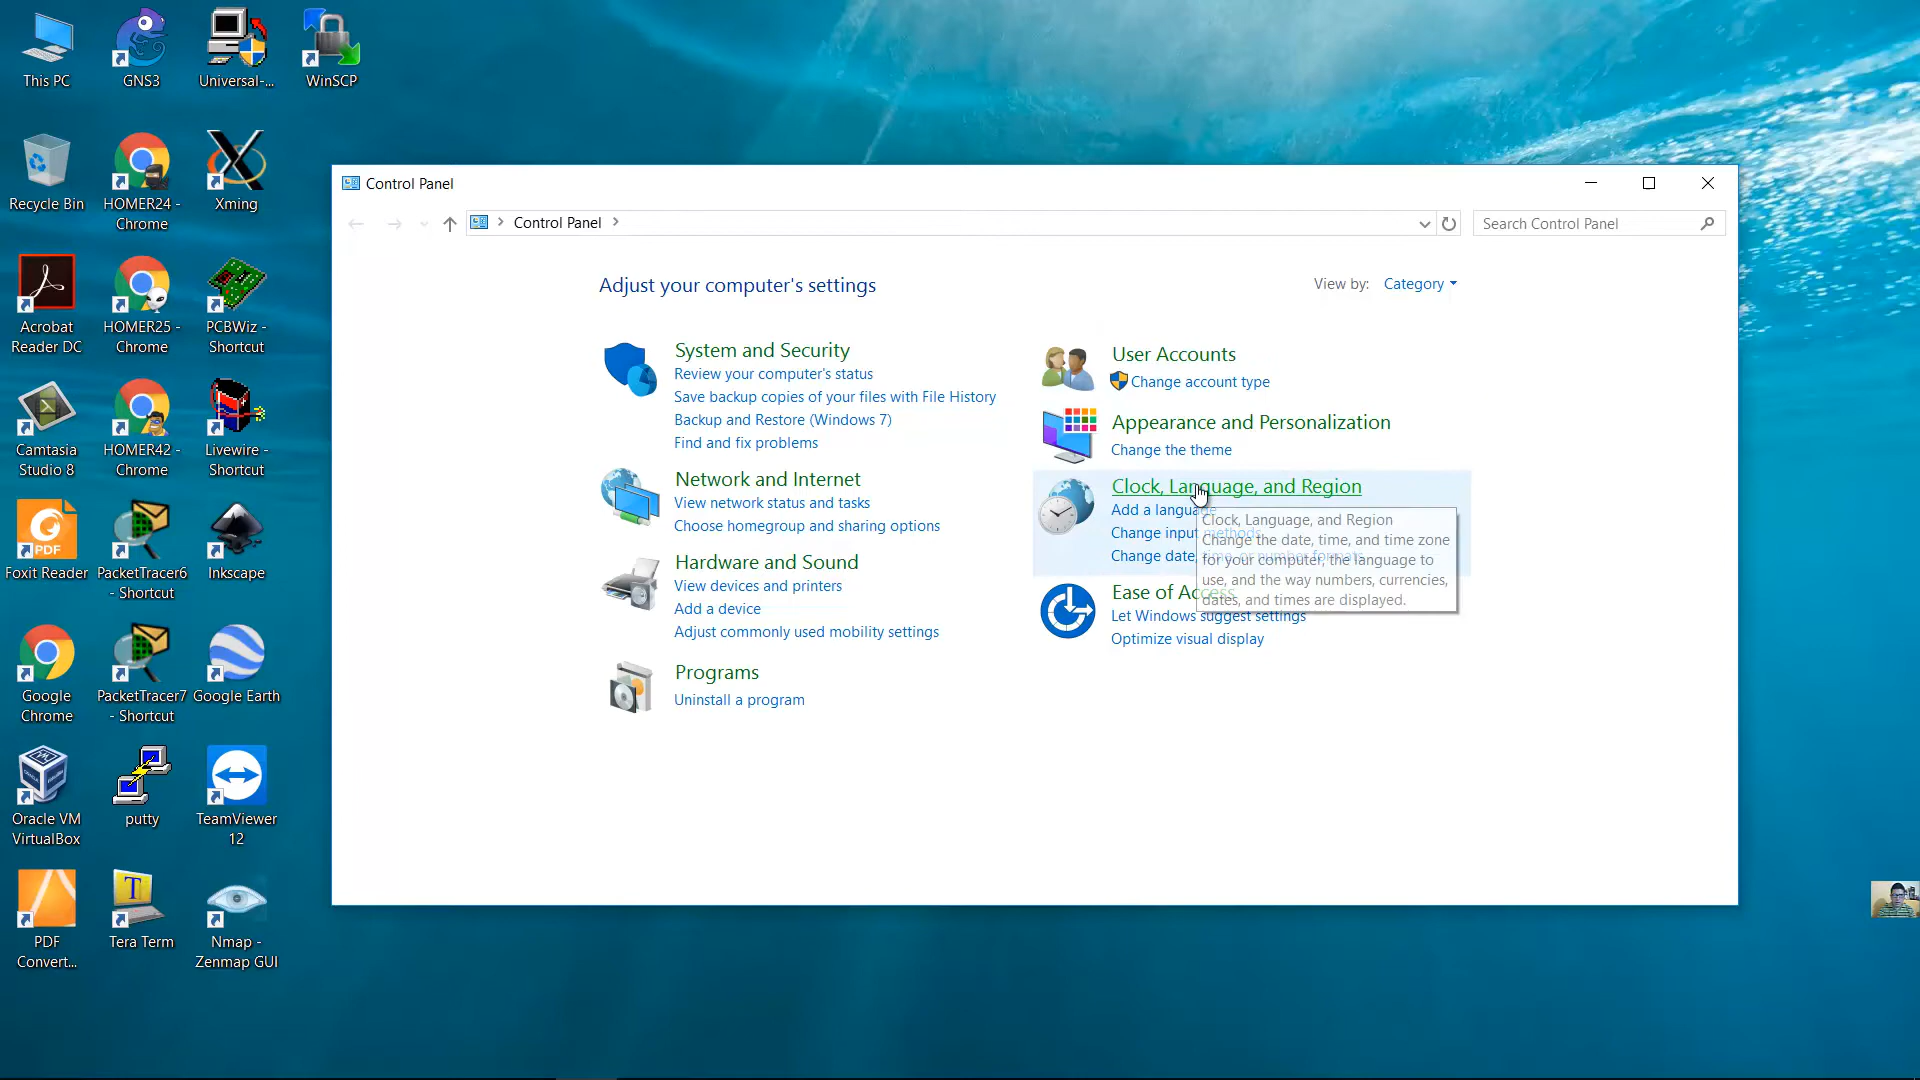 This PC
GNS3
Universal-...
WinSCP
Recycle Bin
HOMER24 -
Chrome
Xming
Acrobat
Reader DC
HOMER25 -
Chrome
PCBWiz -
Shortcut
Camtasia
Studio 8
HOMER42 -
Chrome
Livewire -
Shortcut
PDF
Foxit Reader
PacketTracer6
- Shortcut
Inkscape
Google
Chrome
PacketTracer7
- Shortcut
Google Earth
Oracle VM
VirtualBox
putty
TeamViewer
12
PDF
Convert...
T
Tera Term
Nmap -
Zenmap GUI
Control Panel
Control Panel
Search Control Panel
Adjust your computer's settings
View by: Category
System and Security
Review your computer's status
Save backup copies of your files with File History
Backup and Restore (Windows 7)
Find and fix problems
Network and Internet
View network status and tasks
Choose homegroup and sharing options
Hardware and Sound
View devices and printers
Add a device
Adjust commonly used mobility settings
Programs
Uninstall a program
User Accounts
Change account type
Appearance and Personalization
Change the theme
Clock, Language, and Region
Add a language
Change input methods
Change date, time, or number formats
Clock, Language, and Region
Change the date, time, and time zone
for your computer, the language to
use, and the way numbers, currencies,
dates, and times are displayed.
Ease of Access
Let Windows suggest settings
Optimize visual display